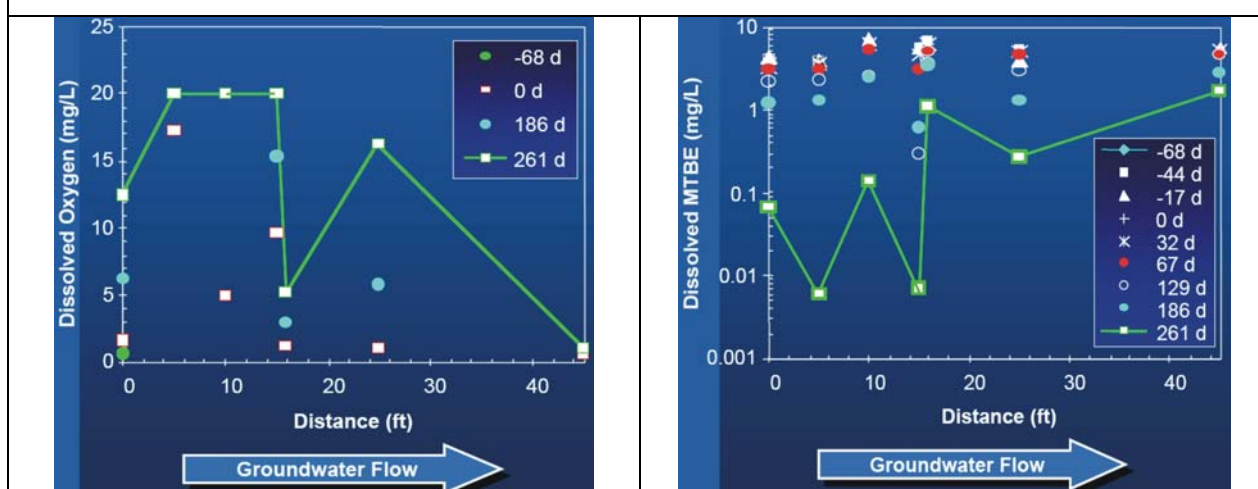 25
20
15
10
5
0
Dissolved Oxygen (mg/L)
-68 d
0 d
186 d
261 d
0 10 20 30 40
Distance (ft)
Groundwater Flow
10
1
0.1
0.01
0.001
Dissolved MTBE (mg/L)
-68 d
-44 d
-17 d
0 d
32 d
67 d
129 d
186 d
261 d
0 10 20 30 40
Distance (ft)
Groundwater Flow